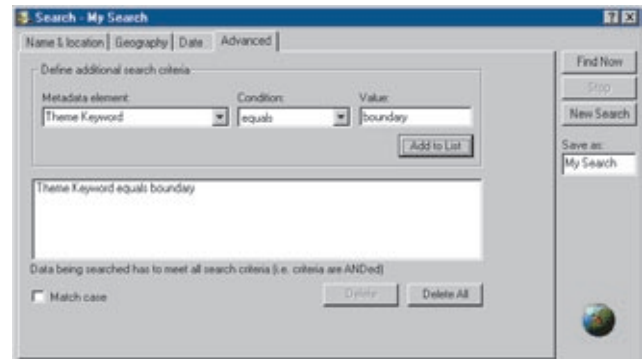 Search - My Search
Name & location Geography Date Advanced
Define additional search criteria
Metadata element: Condition: Value:
Theme Keyword equals boundary
Add to List
Theme Keyword equals boundary
Data being searched has to meet all search criteria (i.e. criteria are ANDed)
Match case
Delete Delete All
Find Now
Stop
New Search
Save as:
My Search